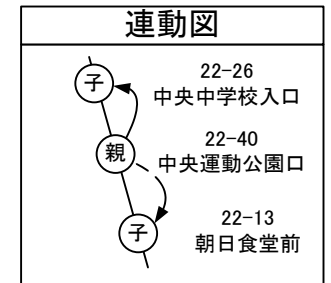 連動図
子
22-26
中央中学校入口
親
22-40
中央運動公園口
子
22-13
朝日食堂前